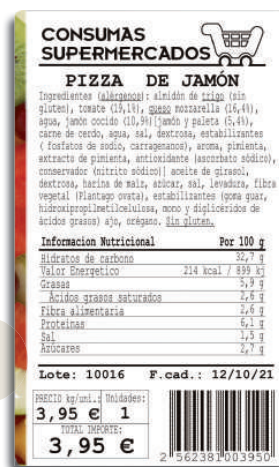 CONSUMAS
SUPERMERCADOS
PIZZA DE JAMÓN
Ingredientes (alérgenos): almidón de trigo (sin
gluten), tomate (19,1%), queso mozzarella (16,4%),
agua, jamón cocido (10,9%)[jamón y paleta (5,4%),
carne de cerdo, agua, sal, dextrosa, estabilizantes
( fosfatos de sodio, carragenanos), aroma, pimienta,
extracto de pimienta, antioxidante (ascorbato sódico),
conservador (nitrito sódico)] aceite de girasol,
dextrosa, harina de maiz, azúcar, sal, levadura, fibra
vegetal (Plantago ovata), estabilizantes (goma guar,
hidroxipropilmetilcelulosa, mono y diglicéridos de
ácidos grasos) ajo, orégano. Sin gluten.
Informacion Nutricional Por 100 g
Hidratos de carbono 32,7 g
Valor Energetico 214 kcal / 899 kj
Grasas 5,9 g
Acidos grasos saturados 2,6 g
Fibra alimentaria 2,6 g
Proteinas 6,1 g
Sal 1,5 g
Azúcares 2,7 g
Lote: 10016 F.cad.: 12/10/21
PRECIO kg/uni.: Unidades:
3,95 € 1
TOTAL IMPORTE:
3,95 €
2 562381 003950